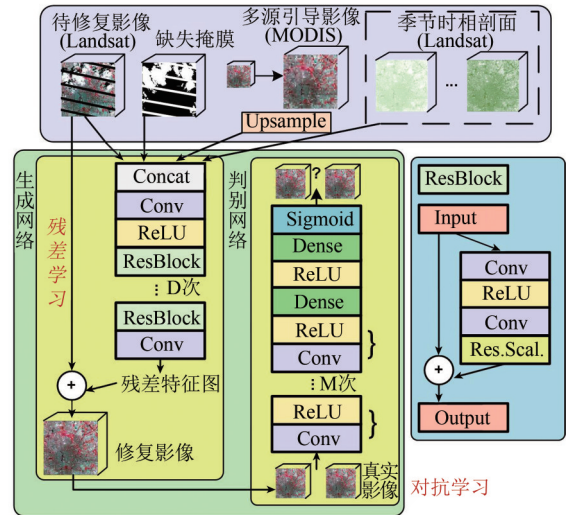 待修复影像
(Landsat)
缺失掩膜
多源引导影像
(MODIS)
季节时相剖面
(Landsat)
...
Upsample
生成网络
残差学习
Concat
Conv
ReLU
ResBlock
⋮ D次
ResBlock
Conv
+
残差特征图
修复影像
判别网络
?
Sigmoid
Dense
ReLU
Dense
ReLU
Conv
}
⋮ M次
ReLU
Conv
}
真实
影像
对抗学习
ResBlock
Input
Conv
ReLU
Conv
Res.Scal.
+
Output